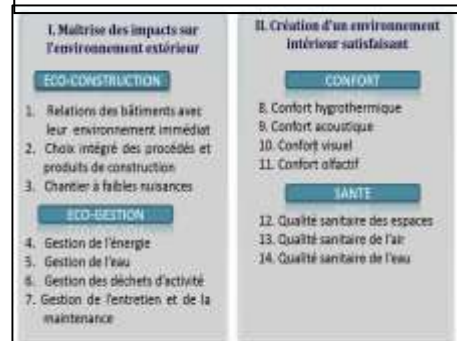 I. Maîtrise des impacts sur
l'environnement extérieur
ECO-CONSTRUCTION
1. Relations des bâtiments avec
leur environnement immédiat
2. Choix intégré des procédés et
produits de construction
3. Chantier à faibles nuisances
ECO-GESTION
4. Gestion de l'énergie
5. Gestion de l'eau
6. Gestion des déchets d'activité
7. Gestion de l'entretien et de la
maintenance
II. Création d'un environnement
intérieur satisfaisant
CONFORT
8. Confort hygrothermique
9. Confort acoustique
10. Confort visuel
11. Confort olfactif
SANTE
12. Qualité sanitaire des espaces
13. Qualité sanitaire de l'air
14. Qualité sanitaire de l'eau